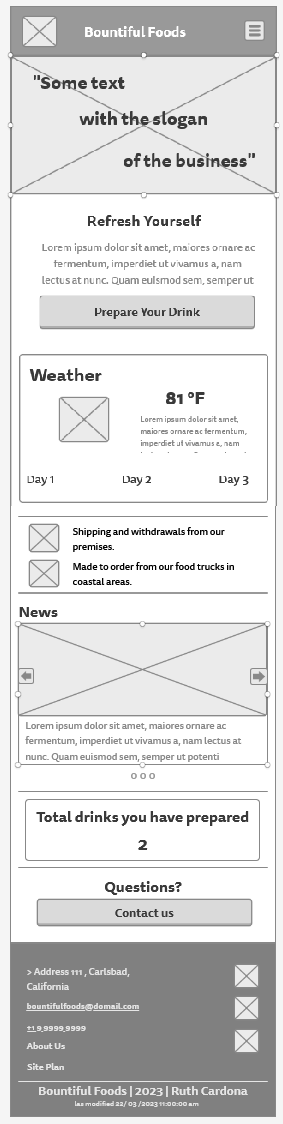 Bountiful Foods
"Some text
with the slogan
of the business"
Refresh Yourself
Lorem ipsum dolor sit amet, maiores ornare ac
fermentum, imperdiet ut vivamus a, nam
lectus at nunc. Quam euismod sem, semper ut
Prepare Your Drink
Weather
81 °F
Lorem ipsum dolor sit amet,
maiores ornare ac fermentum,
imperdiet ut vivamus a, nam
Day 1 Day 2 Day 3
Shipping and withdrawals from our
premises.
Made to order from our food trucks in
coastal areas.
News
Lorem ipsum dolor sit amet, maiores ornare ac
fermentum, imperdiet ut vivamus a, nam lectus at
nunc. Quam euismod sem, semper ut potenti
Total drinks you have prepared
2
Questions?
Contact us
> Address 111 , Carlsbad,
California
bountifulfoods@domail.com
+1 9,9999,9999
About Us
Site Plan
Bountiful Foods | 2023 | Ruth Cardona
las modified 22/ 03 /2023 11:00:00 am